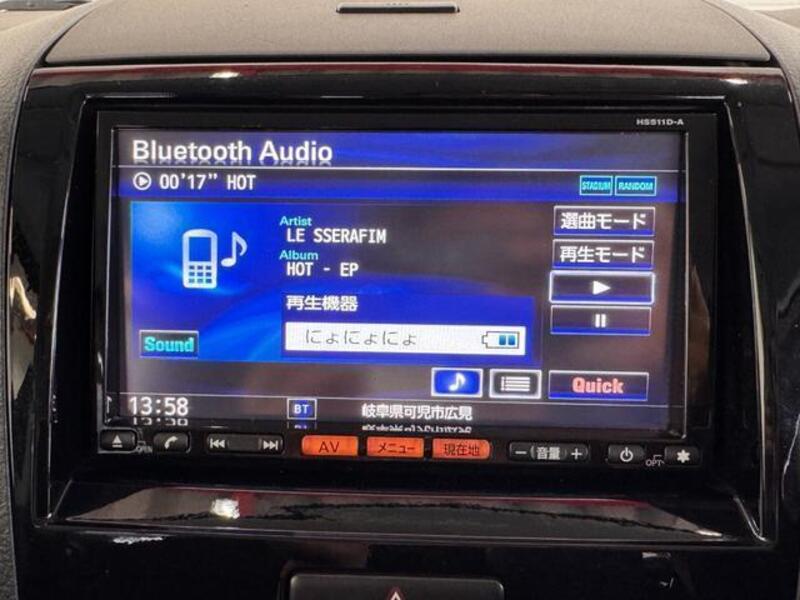 HS511D-A
Bluetooth Audio
00'17" HOT
STADIUM RANDOM
Artist
LE SSERAFIM
Album
HOT - EP
再生機器
にょにょにょ
Sound
選曲モード
再生モード
Quick
13:58
BT
岐阜県可児市広見
OPEN
AV
メニュー
現在地
音量
OPT